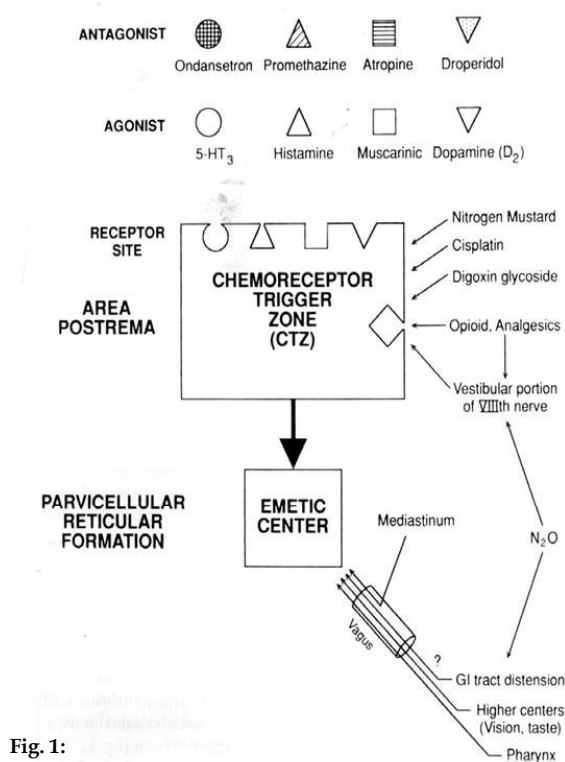 ANTAGONIST
Ondansetron Promethazine Atropine Droperidol
AGONIST
5-HT3 Histamine Muscarinic Dopamine (D2)
RECEPTOR
SITE
CHEMORECEPTOR
TRIGGER
ZONE
(CTZ)
AREA
POSTREMA
Nitrogen Mustard
Cisplatin
Digoxin glycoside
Opioid, Analgesics
Vestibular portion
of VIIIth nerve
PARVICELLULAR
RETICULAR
FORMATION
EMETIC
CENTER
Mediastinum
N2O
Vagus
?
GI tract distension
Higher centers
(Vision, taste)
Pharynx
Fig. 1: